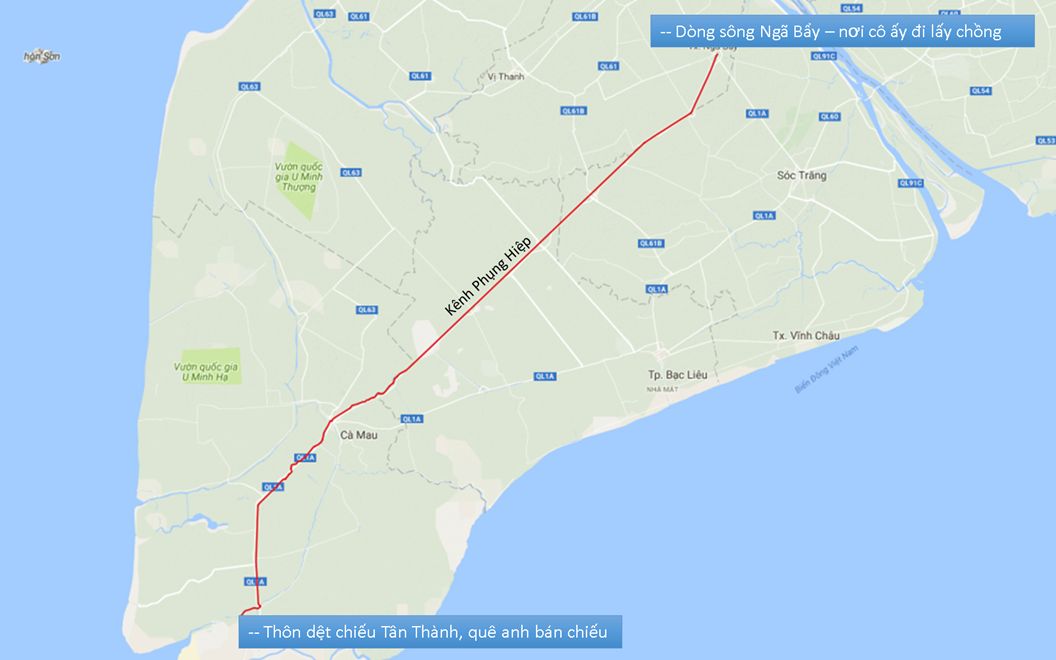 QL63
QL61
QL61B
QL54
QL60
-- Dòng sông Ngã Bẩy – nơi cô ấy đi lấy chồng
Tx. Ngã Bảy
hòn Sơn
QL61
Vị Thanh
QL61
QL91C
QL63
QL54
QL61B
QL1A
QL60
QL53
Vườn quốc
gia U Minh
Thượng
QL63
Sóc Trăng
QL91C
QL1A
Kênh Phụng Hiệp
QL61B
QL1A
QL63
Tx. Vĩnh Châu
Biển Đông Việt Nam
Vườn quốc gia
U Minh Hạ
QL1A
Tp. Bạc Liêu
NHÀ MÁT
QL1A
Cà Mau
QL1A
QL1A
QL1A
-- Thôn dệt chiếu Tân Thành, quê anh bán chiếu